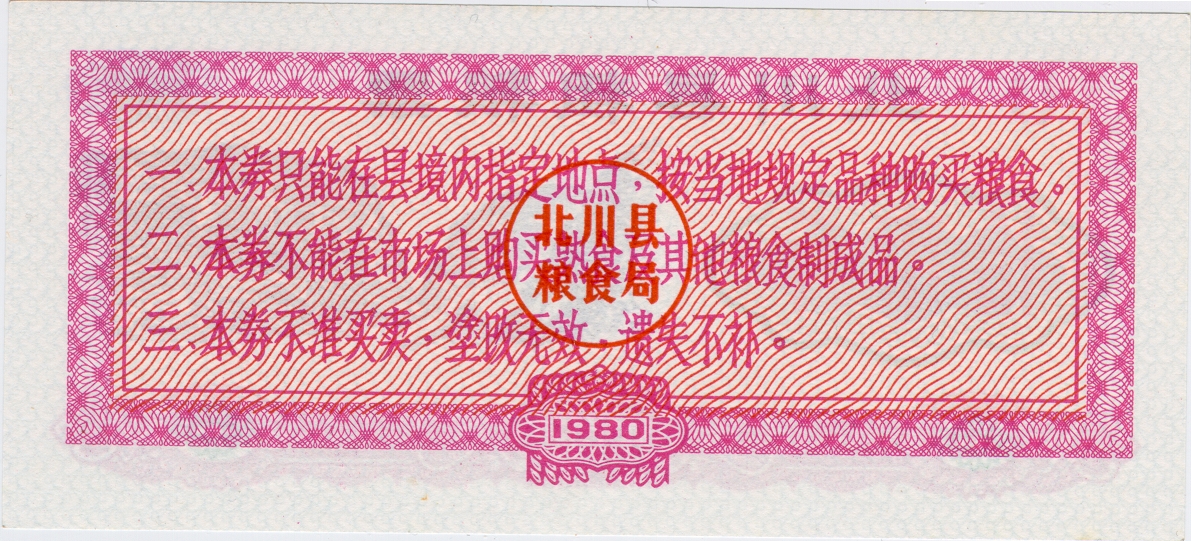 一、本券只能在县境内指定地点，按当地规定品种购买粮食。
二、本券不能在市场上购买熟食及其他粮食制成品。
三、本券不准买卖·塗改无效·遗失不补。
北川县
粮食局
1980